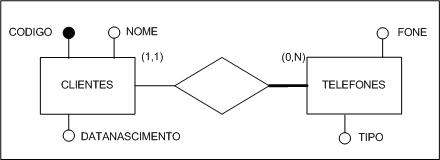 CODIGO
NOME
FONE
(1,1)
(0,N)
CLIENTES
TELEFONES
DATANASCIMENTO
TIPO